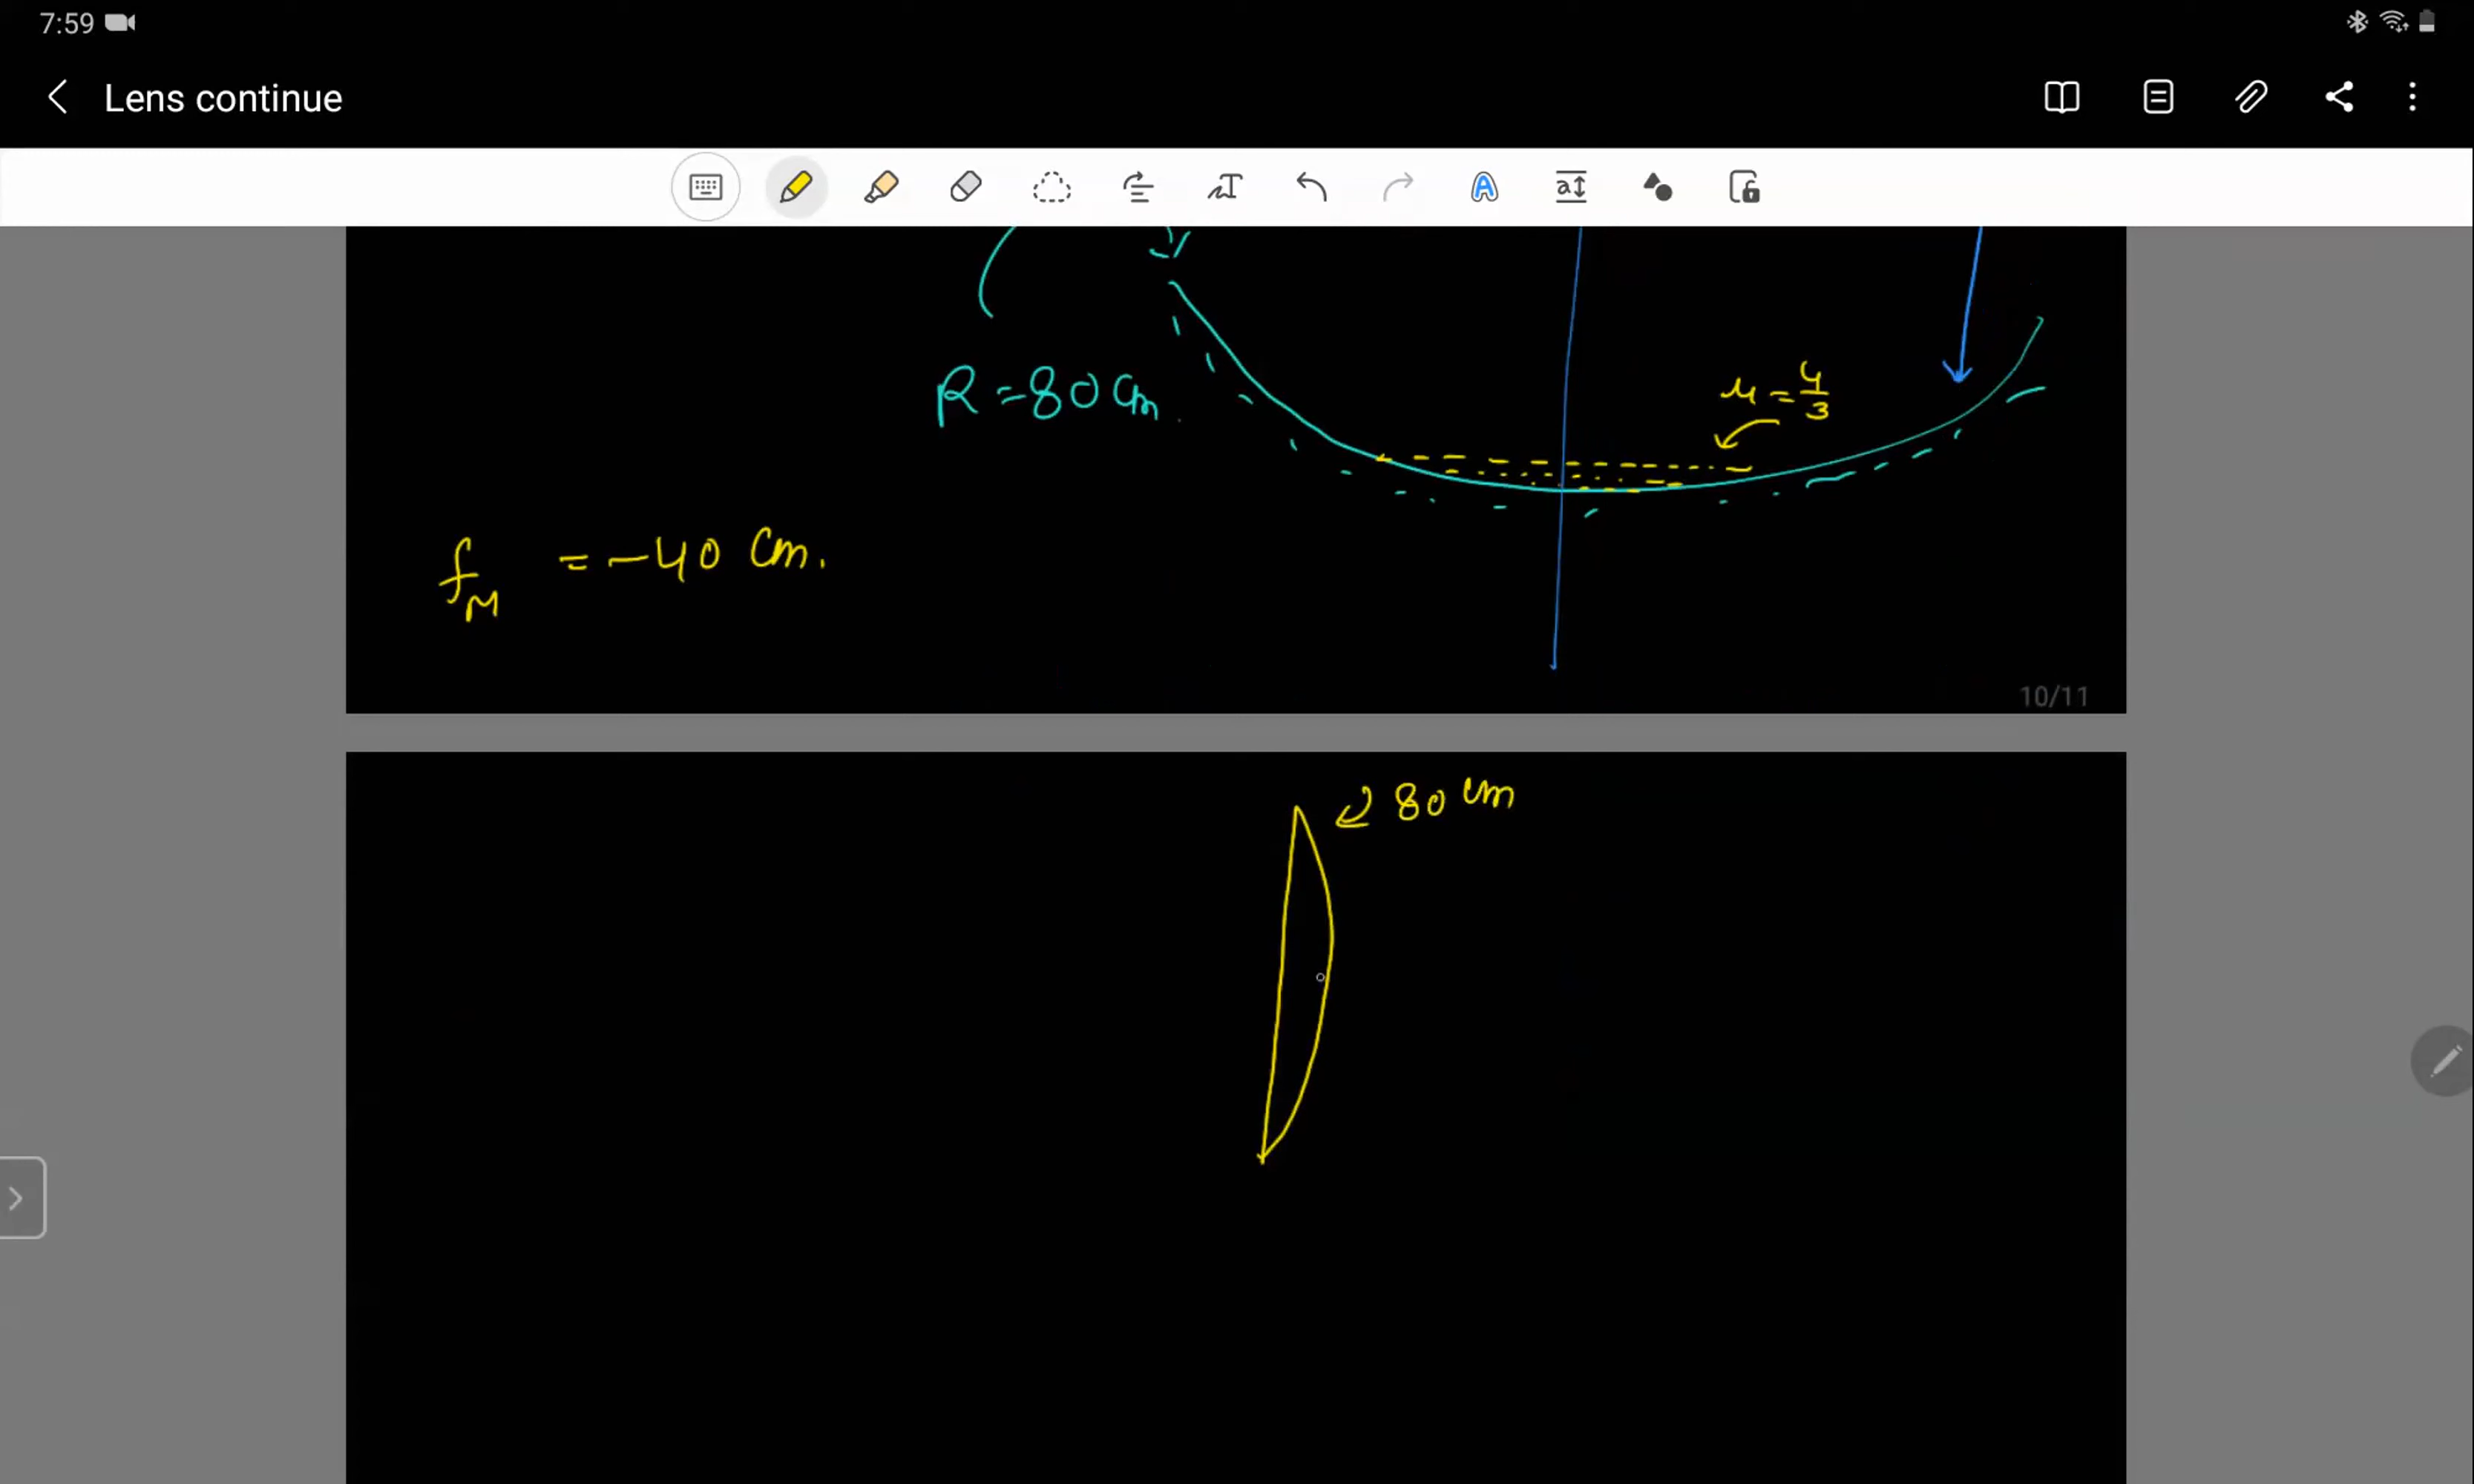 7:59
Lens continue
R = 80 cm
μ = 4/3
f_M = -40 cm.
10/11
80 cm